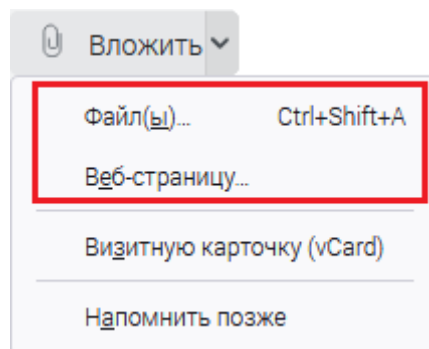 Вложить
Файл(ы)... Ctrl+Shift+A
Веб-страницу...
Визитную карточку (vCard)
Напомнить позже